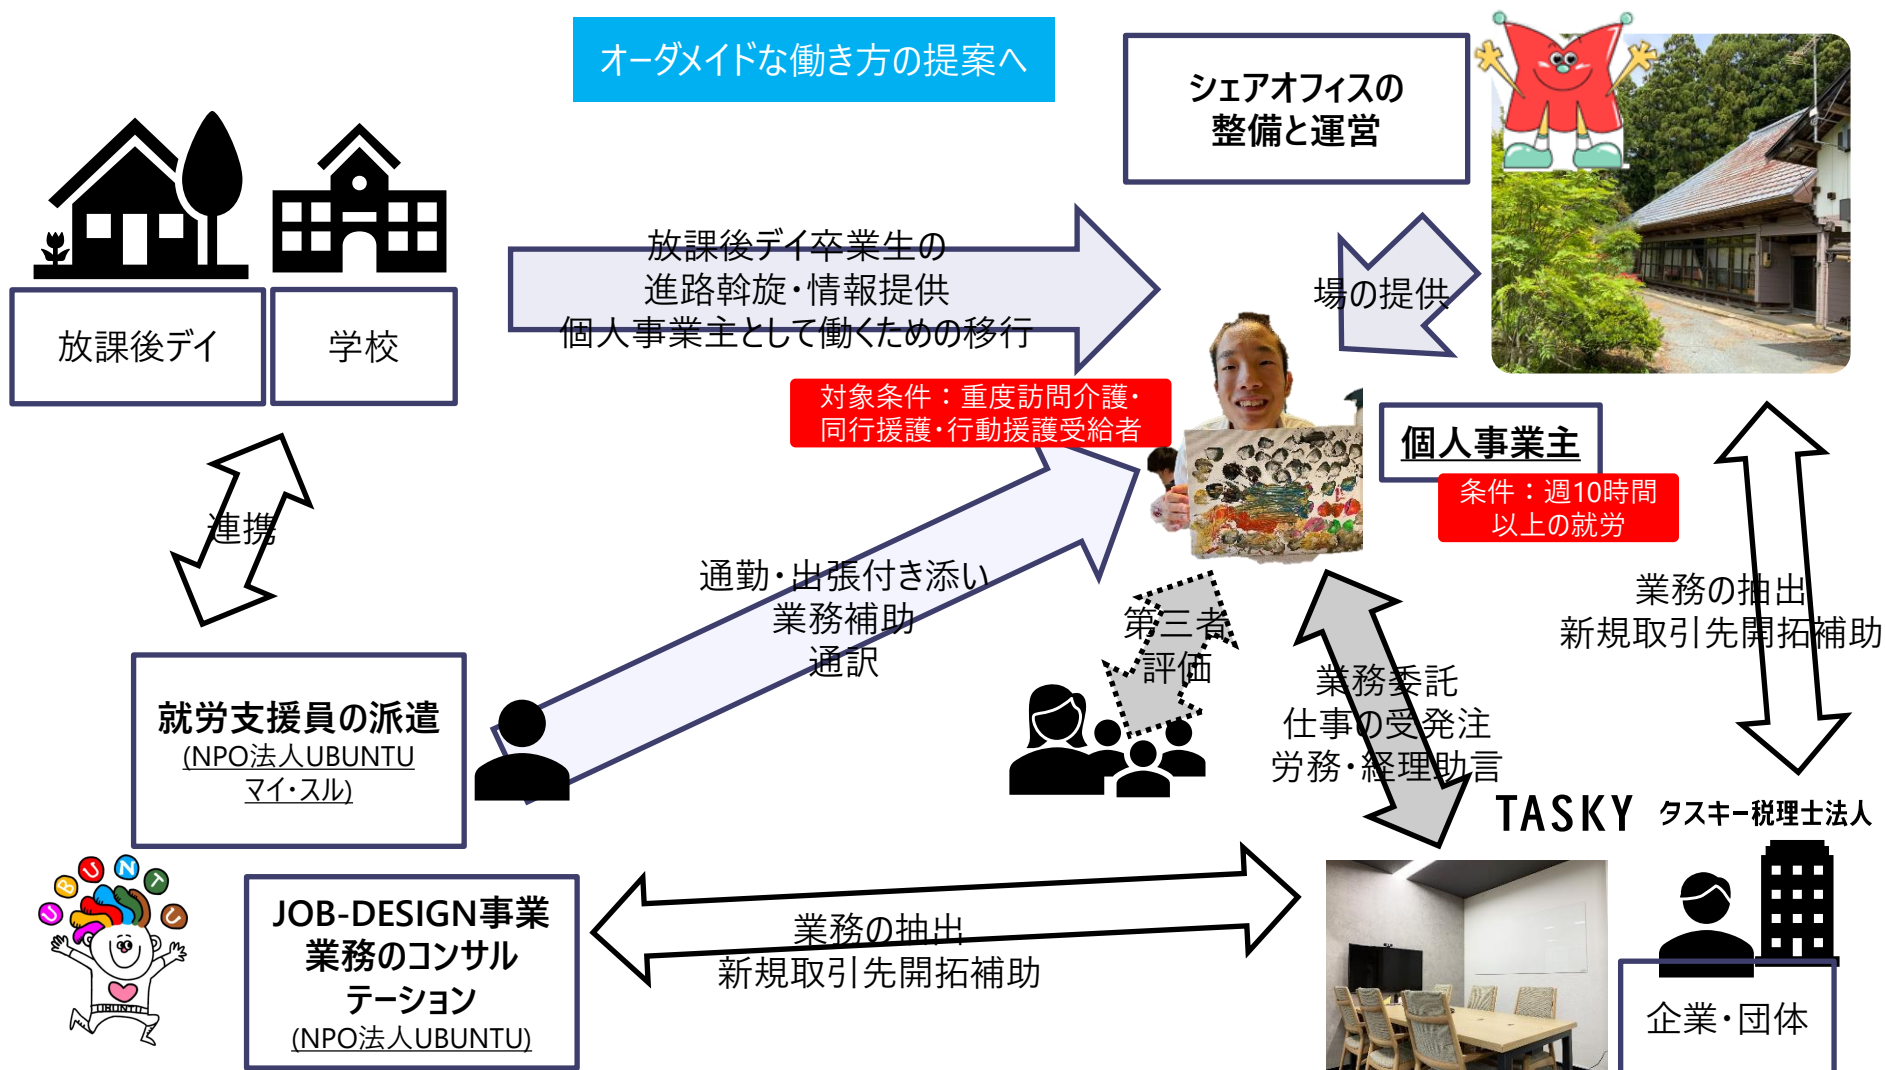 オーダメイドな働き方の提案へ
シェアオフィスの
整備と運営
放課後デイ
学校
放課後デイ卒業生の
進路斡旋・情報提供
個人事業主として働くための移行
場の提供
対象条件：重度訪問介護・
同行援護・行動援護受給者
個人事業主
条件：週10時間
以上の就労
連携
通勤・出張付き添い
業務補助
通訳
第三者
評価
業務の抽出
新規取引先開拓補助
業務委託
仕事の受発注
労務・経理助言
就労支援員の派遣
(NPO法人UBUNTU
マイ・スル)
TASKY タスキー税理士法人
UBUNTU
UBUNTU
JOB-DESIGN事業
業務のコンサル
テーション
(NPO法人UBUNTU)
業務の抽出
新規取引先開拓補助
企業・団体